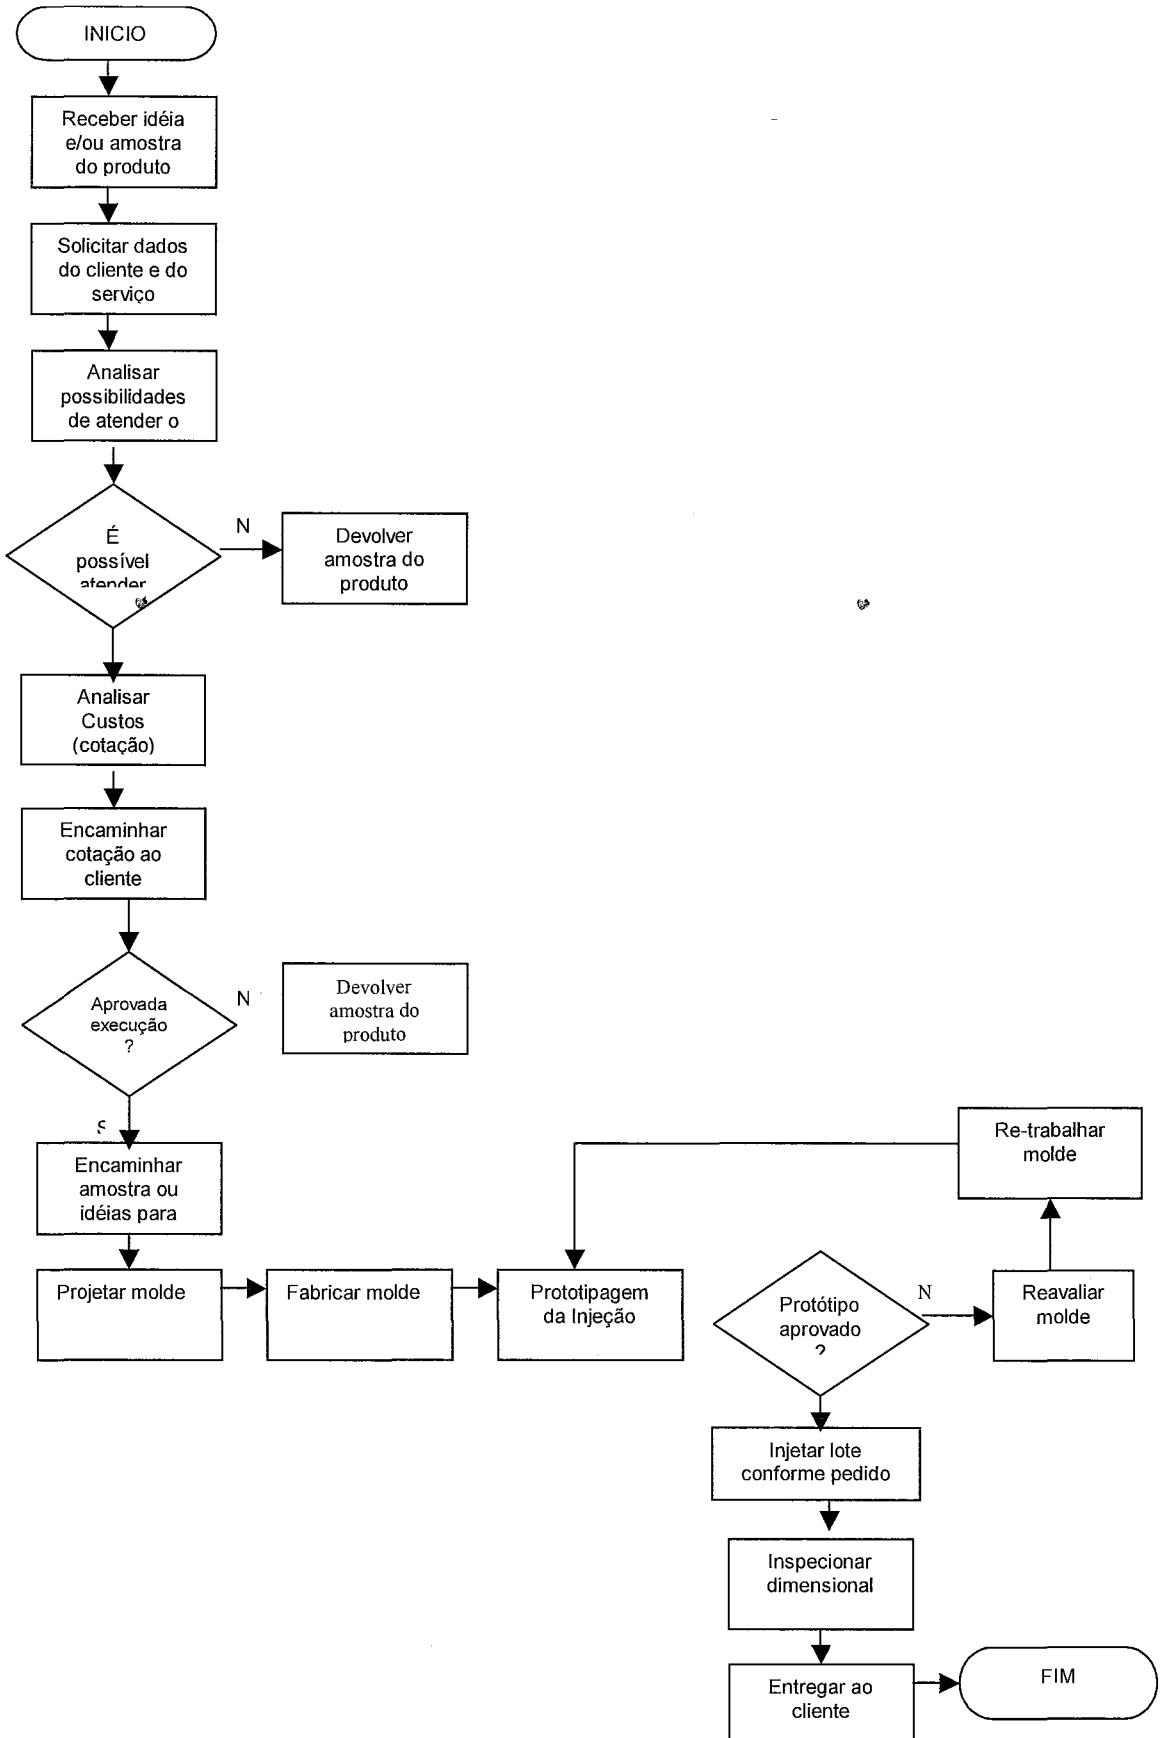 INICIO
Receber idéia
e/ou amostra
do produto
Solicitar dados
do cliente e do
serviço
Analisar
possibilidades
de atender o
É
possível
atender
N
Devolver
amostra do
produto
Analisar
Custos
(cotação)
Encaminhar
cotação ao
cliente
Aprovada
execução
?
N
Devolver
amostra do
produto
S
Encaminhar
amostra ou
idéias para
Projetar molde
Fabricar molde
Prototipagem
da Injeção
Re-trabalhar
molde
Protótipo
aprovado
?
N
Reavaliar
molde
Injetar lote
conforme pedido
Inspecionar
dimensional
Entregar ao
cliente
FIM